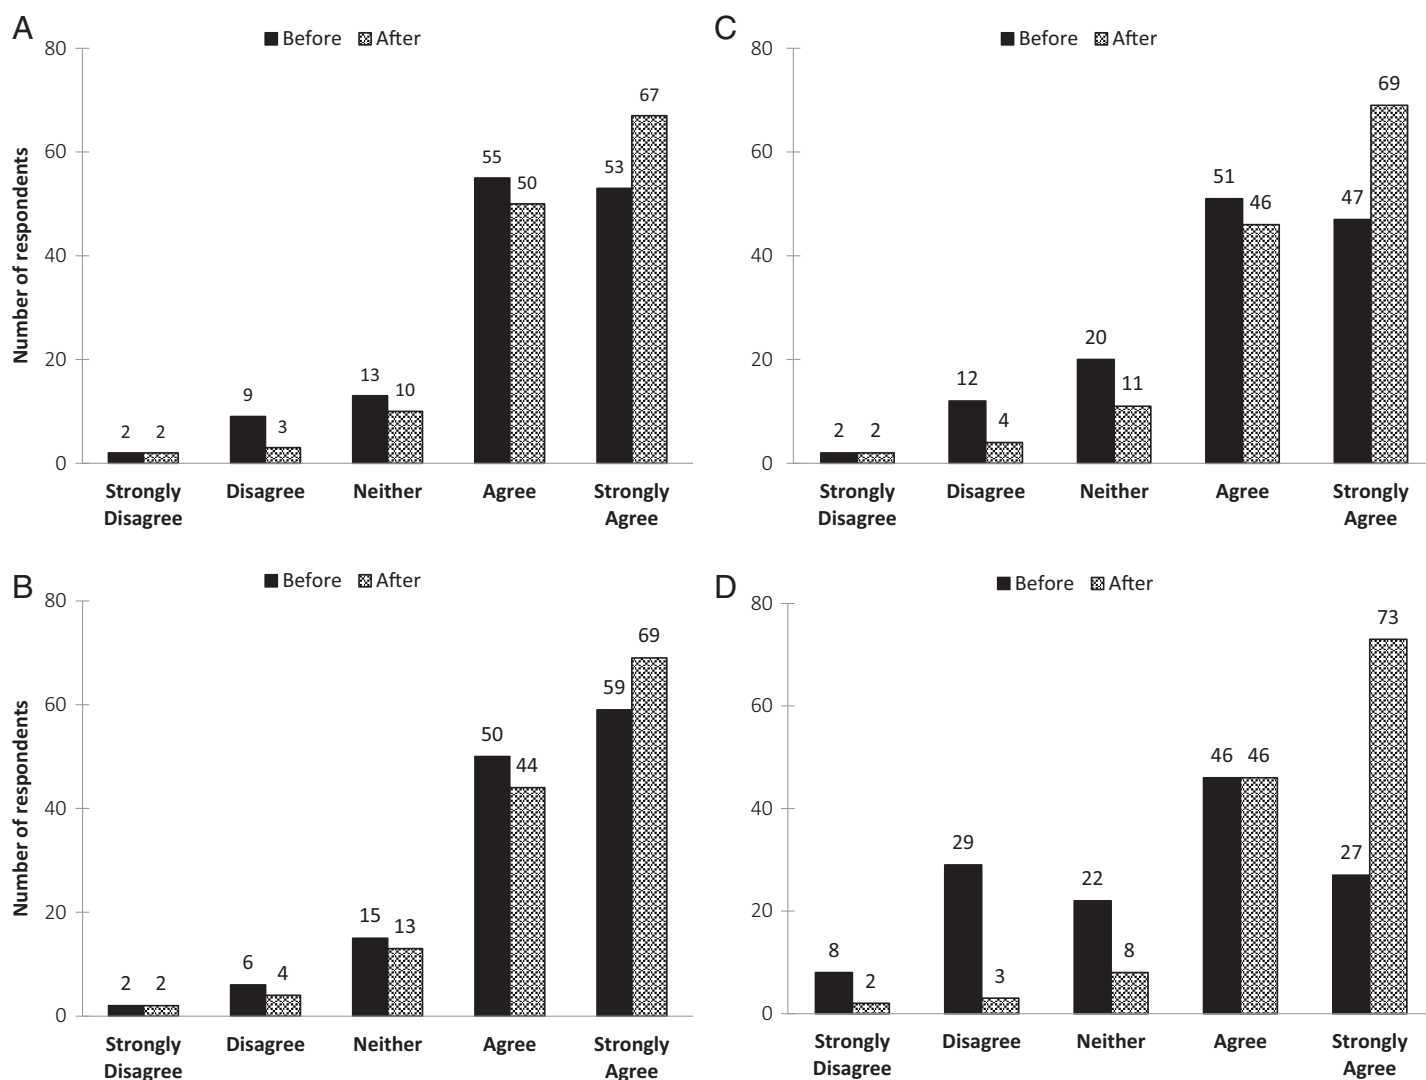 A
Before After
80
60
40
20
0
Number of respondents
2 2
9 3
13 10
55 50
53 67
Strongly Disagree Neither Agree Strongly
Disagree Agree
C
Before After
80
60
40
20
0
2 2
12 4
20 11
51 46
47 69
Strongly Disagree Neither Agree Strongly
Disagree Agree
B
Before After
80
60
40
20
0
Number of respondents
2 2
6 4
15 13
50 44
59 69
Strongly Disagree Neither Agree Strongly
Disagree Agree
D
Before After
80
60
40
20
0
8 2
29 3
22 8
46 46
27 73
Strongly Disagree Neither Agree Strongly
Disagree Agree